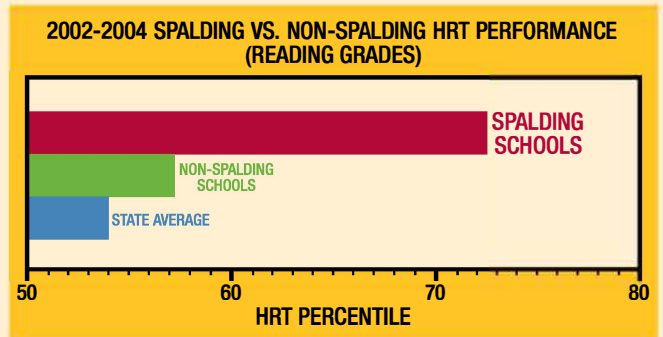 2002-2004 SPALDING VS. NON-SPALDING HRT PERFORMANCE
(READING GRADES)
SPALDING
SCHOOLS
NON-SPALDING
SCHOOLS
STATE AVERAGE
50 60 70 80
HRT PERCENTILE